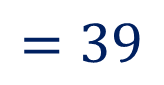 = 39